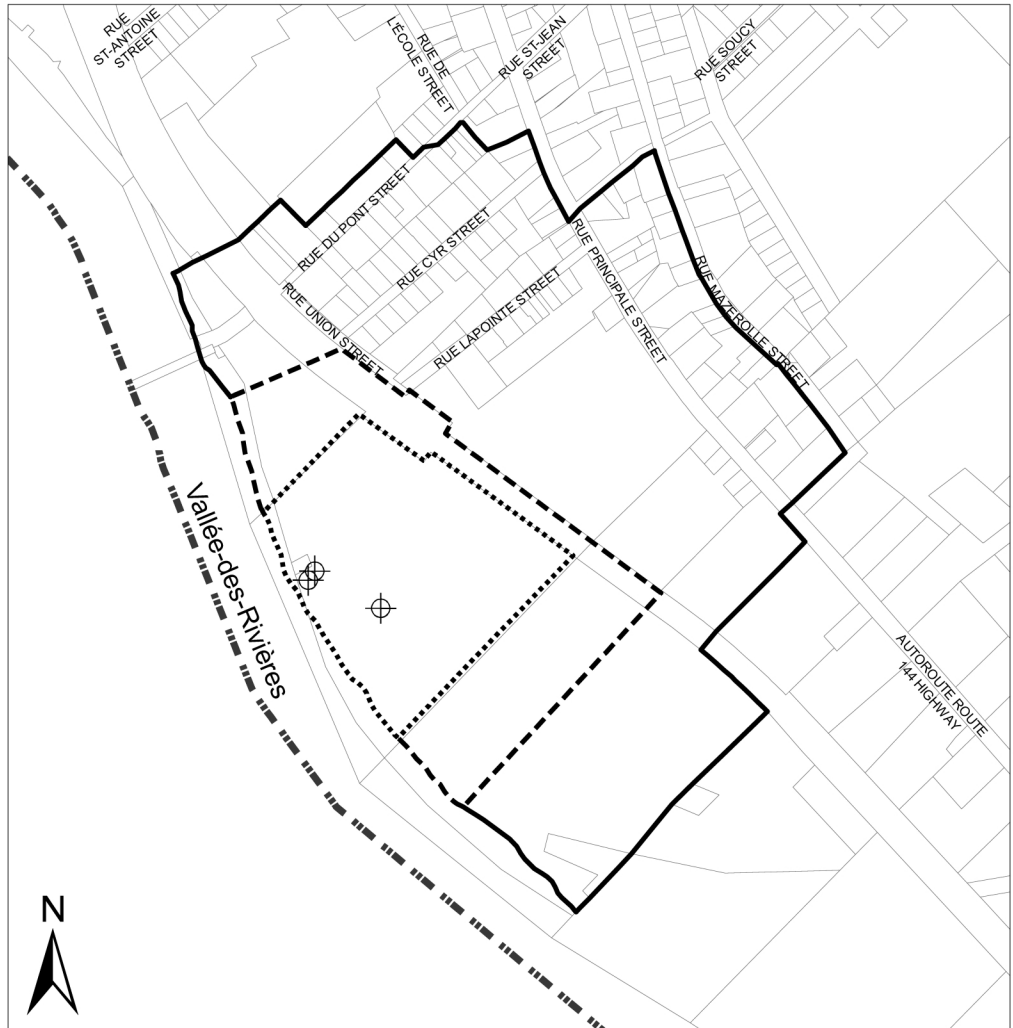 RUE
ST-ANTOINE
STREET
RUE DE
L'ÉCOLE STREET
RUE ST-JEAN
STREET
RUE SOUCY
STREET
RUE DU PONT STREET
RUE CYR STREET
RUE UNION STREET
RUE LAPOINTE STREET
RUE PRINCIPALE STREET
RUE MAZEROLLE STREET
Vallée-des-Rivières
AUTOROUTE ROUTE
144 HIGHWAY
N